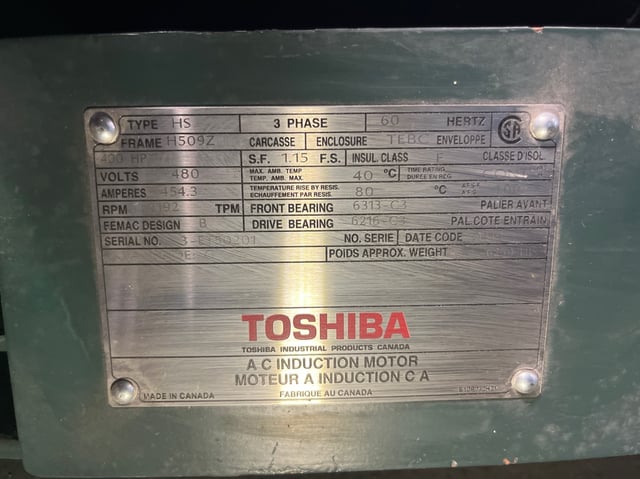 TYPE HS 3 PHASE 60 HERTZ SA
FRAME H509Z CARCASSE ENCLOSURE TEBC ENVELOPPE
400 HP S.F. 1.15 F.S. INSUL. CLASS F CLASSE D'ISOL.
VOLTS 480 MAX. AMB. TEMP TEMP. AMB. MAX. 40 °C TIME RATING DURÉE EN REG
AMPERES 454.3 TEMPERATURE RISE BY RESIS. ECHAUFFEMENT PAR RESIS. 80 °C
RPM TPM FRONT BEARING 6313-C3 PALIER AVANT
FEMAC DESIGN B DRIVE BEARING 6216-C3 PAL.COTE ENTRAIN
SERIAL NO. NO. SERIE DATE CODE
POIDS APPROX. WEIGHT
TOSHIBA
TOSHIBA INDUSTRIAL PRODUCTS CANADA
A C INDUCTION MOTOR
MOTEUR A INDUCTION C A
MADE IN CANADA FABRIQUE AU CANADA